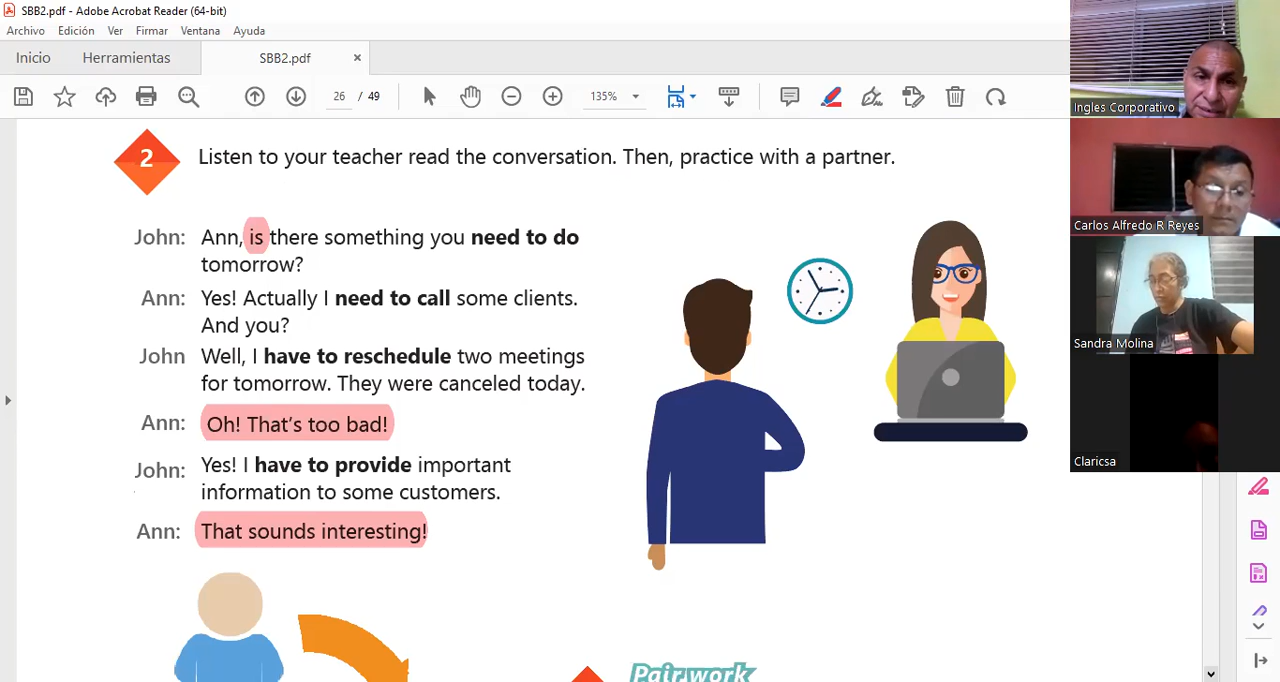 SBB2.pdf - Adobe Acrobat Reader (64-bit)
Archivo Edición Ver Firmar Ventana Ayuda
Inicio Herramientas SBB2.pdf ×
26 / 49 135%
2 Listen to your teacher read the conversation. Then, practice with a partner.
John: Ann, is there something you need to do
tomorrow?
Ann: Yes! Actually I need to call some clients.
And you?
John Well, I have to reschedule two meetings
for tomorrow. They were canceled today.
Ann: Oh! That's too bad!
John: Yes! I have to provide important
information to some customers.
Ann: That sounds interesting!
Pair work
Ingles Corporativo
Carlos Alfredo R Reyes
Sandra Molina
Claricsa